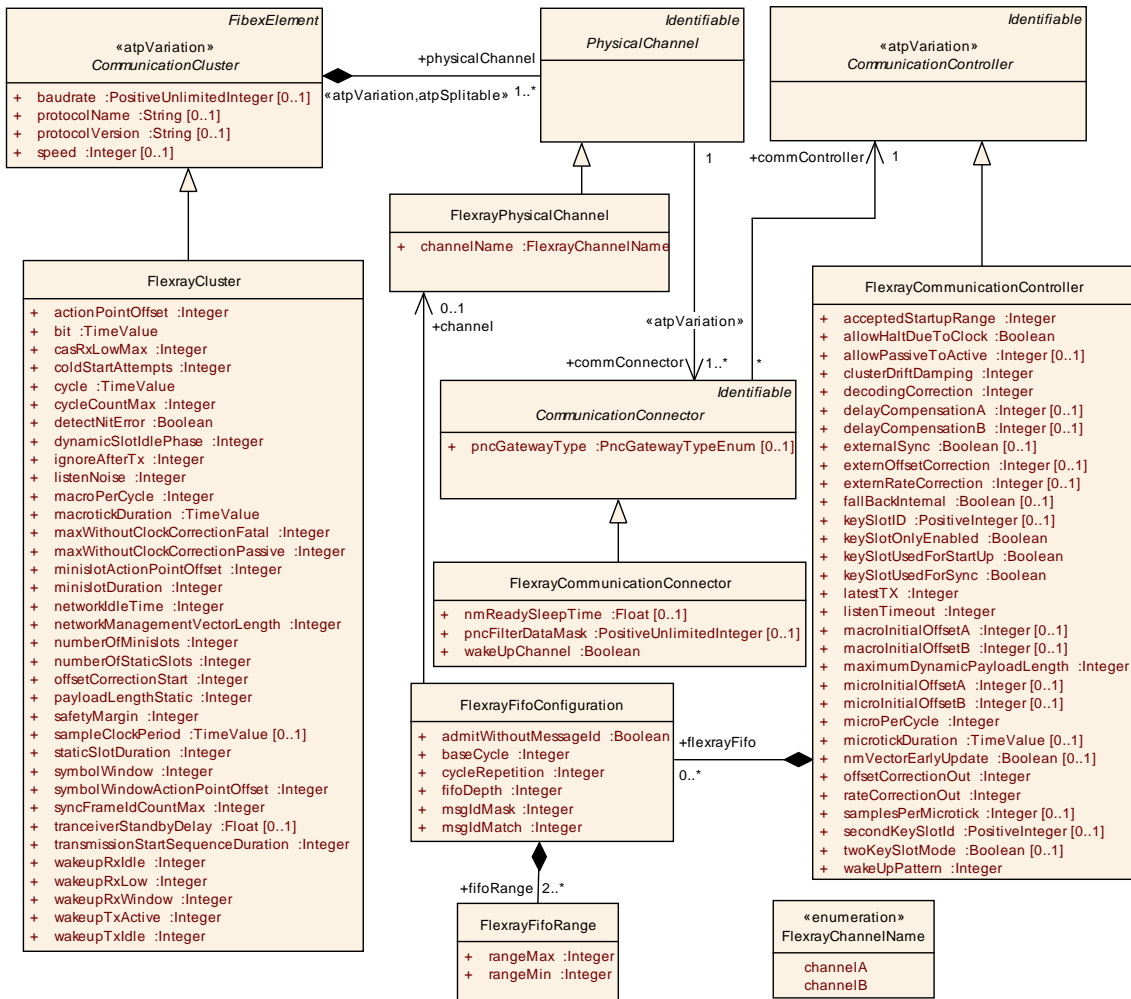 FibexElement
«atpVariation»
CommunicationCluster
+ baudrate :PositiveUnlimitedInteger [0..1]
+ protocolName :String [0..1]
+ protocolVersion :String [0..1]
+ speed :Integer [0..1]
+physicalChannel
«atpVariation,atpSplitable»
1..*
Identifiable
PhysicalChannel
Identifiable
«atpVariation»
CommunicationController
1
+commController
1
FlexrayPhysicalChannel
+ channelName :FlexrayChannelName
0..1
+channel
«atpVariation»
+commConnector
1..*
*
FlexrayCluster
+ actionPointOffset :Integer
+ bit :TimeValue
+ casRxLowMax :Integer
+ coldStartAttempts :Integer
+ cycle :TimeValue
+ cycleCountMax :Integer
+ detectNitError :Boolean
+ dynamicSlotIdlePhase :Integer
+ ignoreAfterTx :Integer
+ listenNoise :Integer
+ macroPerCycle :Integer
+ macrotickDuration :TimeValue
+ maxWithoutClockCorrectionFatal :Integer
+ maxWithoutClockCorrectionPassive :Integer
+ minislotActionPointOffset :Integer
+ minislotDuration :Integer
+ networkIdleTime :Integer
+ networkManagementVectorLength :Integer
+ numberOfMinislots :Integer
+ numberOfStaticSlots :Integer
+ offsetCorrectionStart :Integer
+ payloadLengthStatic :Integer
+ safetyMargin :Integer
+ sampleClockPeriod :TimeValue [0..1]
+ staticSlotDuration :Integer
+ symbolWindow :Integer
+ symbolWindowActionPointOffset :Integer
+ syncFrameIdCountMax :Integer
+ tranceiverStandbyDelay :Float [0..1]
+ transmissionStartSequenceDuration :Integer
+ wakeupRxIdle :Integer
+ wakeupRxLow :Integer
+ wakeupRxWindow :Integer
+ wakeupTxActive :Integer
+ wakeupTxIdle :Integer
Identifiable
CommunicationConnector
+ pncGatewayType :PncGatewayTypeEnum [0..1]
FlexrayCommunicationConnector
+ nmReadySleepTime :Float [0..1]
+ pncFilterDataMask :PositiveUnlimitedInteger [0..1]
+ wakeUpChannel :Boolean
FlexrayCommunicationController
+ acceptedStartupRange :Integer
+ allowHaltDueToClock :Boolean
+ allowPassiveToActive :Integer [0..1]
+ clusterDriftDamping :Integer
+ decodingCorrection :Integer
+ delayCompensationA :Integer [0..1]
+ delayCompensationB :Integer [0..1]
+ externalSync :Boolean [0..1]
+ externOffsetCorrection :Integer [0..1]
+ externRateCorrection :Integer [0..1]
+ fallBackInternal :Boolean [0..1]
+ keySlotID :PositiveInteger [0..1]
+ keySlotOnlyEnabled :Boolean
+ keySlotUsedForStartUp :Boolean
+ keySlotUsedForSync :Boolean
+ latestTX :Integer
+ listenTimeout :Integer
+ macroInitialOffsetA :Integer [0..1]
+ macroInitialOffsetB :Integer [0..1]
+ maximumDynamicPayloadLength :Integer
+ microInitialOffsetA :Integer [0..1]
+ microInitialOffsetB :Integer [0..1]
+ microPerCycle :Integer
+ microtickDuration :TimeValue [0..1]
+ nmVectorEarlyUpdate :Boolean [0..1]
+ offsetCorrectionOut :Integer
+ rateCorrectionOut :Integer
+ samplesPerMicrotick :Integer [0..1]
+ secondKeySlotId :PositiveInteger [0..1]
+ twoKeySlotMode :Boolean [0..1]
+ wakeUpPattern :Integer
FlexrayFifoConfiguration
+ admitWithoutMessageId :Boolean
+ baseCycle :Integer
+ cycleRepetition :Integer
+ fifoDepth :Integer
+ msgIdMask :Integer
+ msgIdMatch :Integer
+flexrayFifo
0..*
+fifoRange
2..*
FlexrayFifoRange
+ rangeMax :Integer
+ rangeMin :Integer
«enumeration»
FlexrayChannelName
channelA
channelB